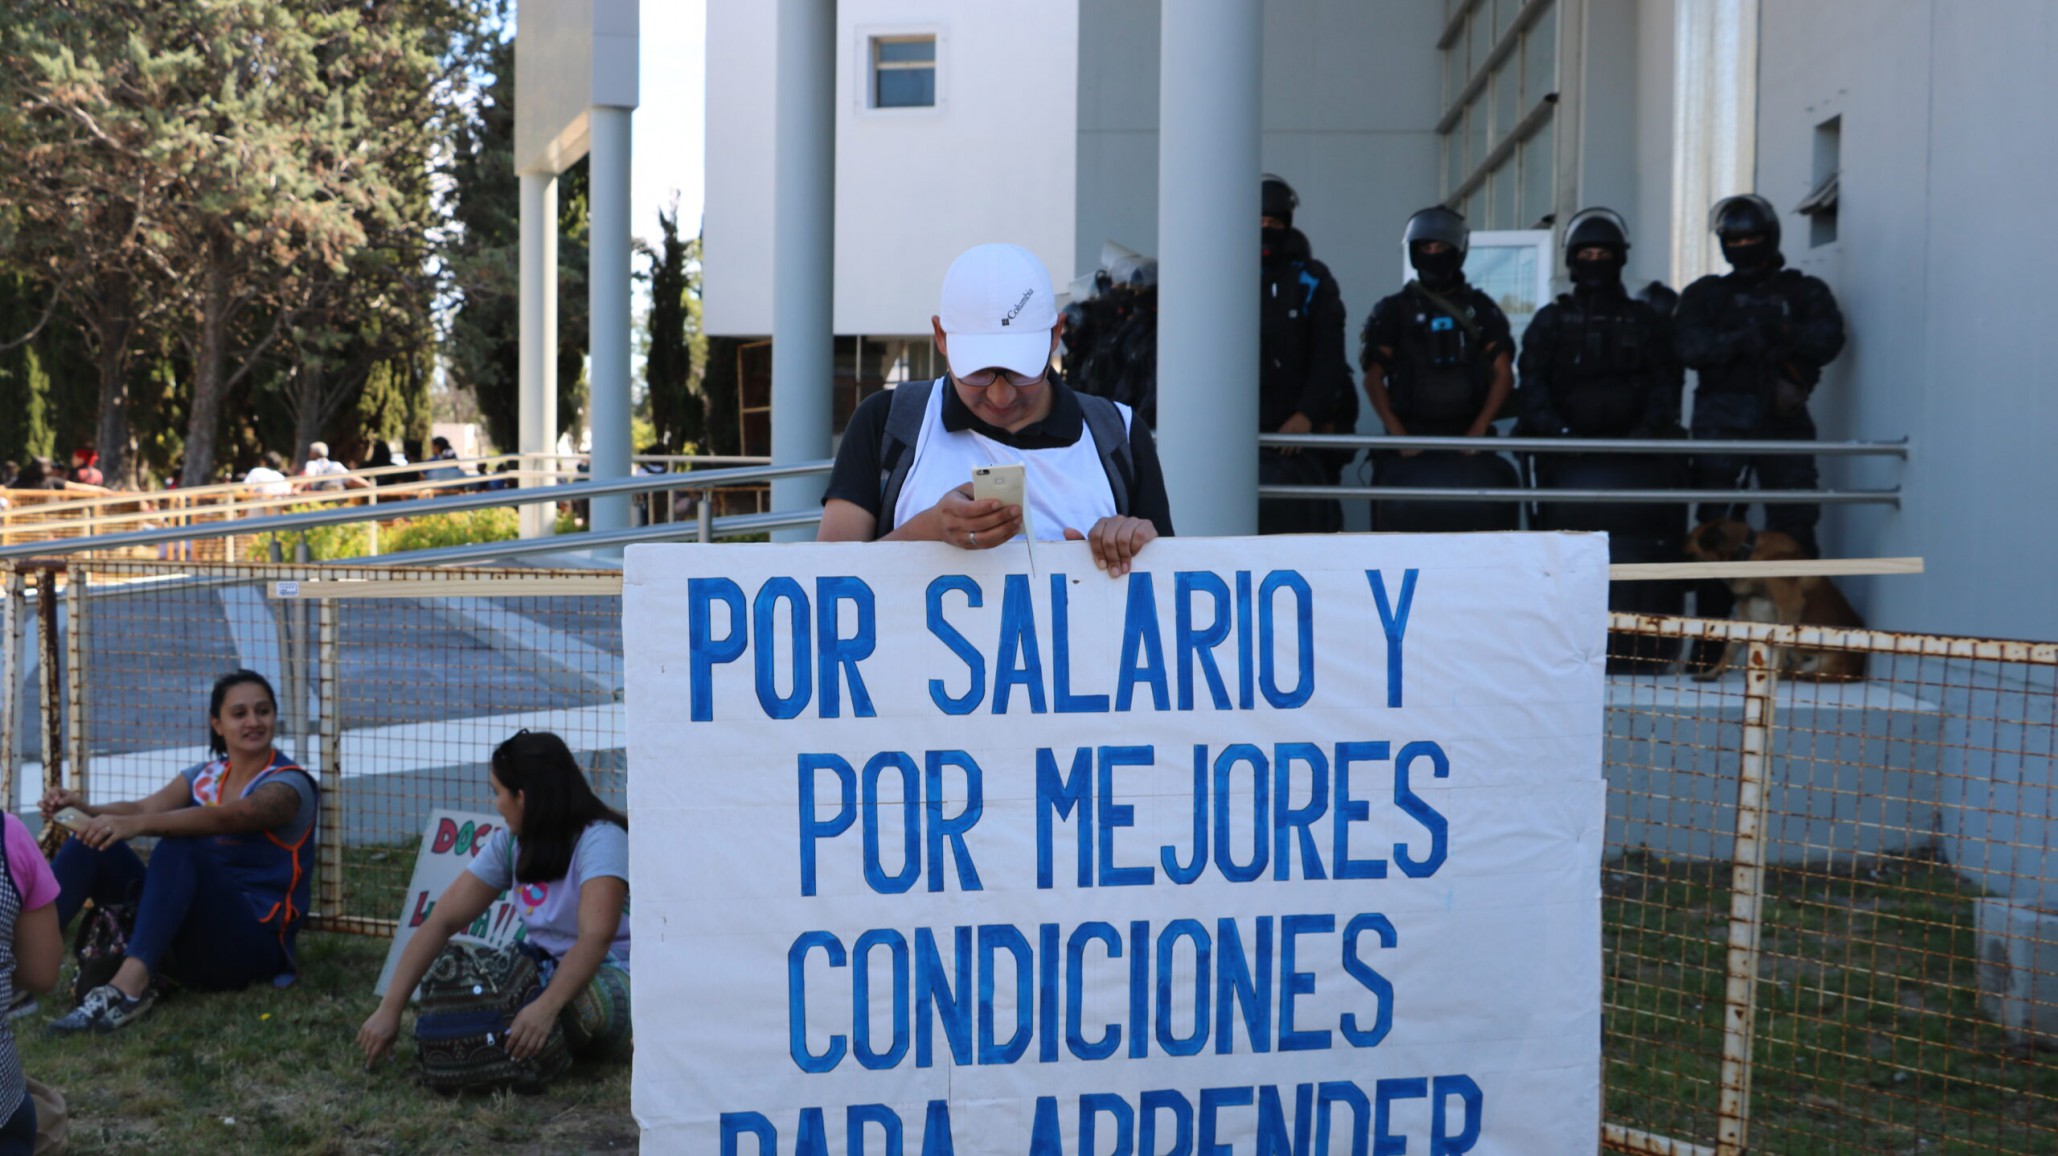 Columbia
POR SALARIO Y
POR MEJORES
CONDICIONES
PARA APRENDER